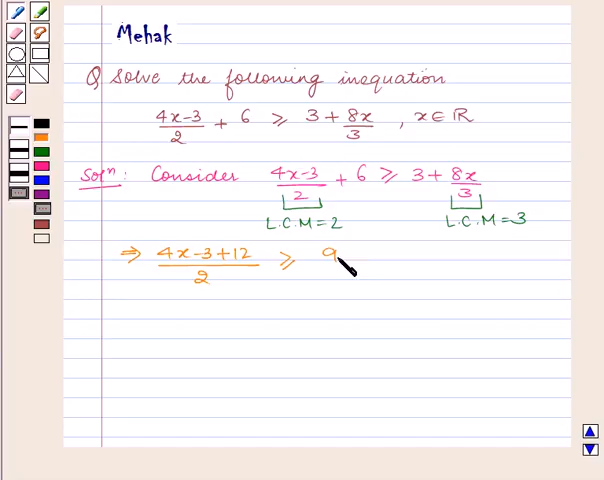 Mehak
Q Solve the following inequation
(4x-3)/2 + 6 ⩾ 3 + 8x/3 , x ∈ ℝ
Solⁿ: Consider (4x-3)/2 + 6 ⩾ 3 + 8x/3
L.C.M = 2 L.C.M = 3
⇒ (4x-3+12)/2 ⩾ 9